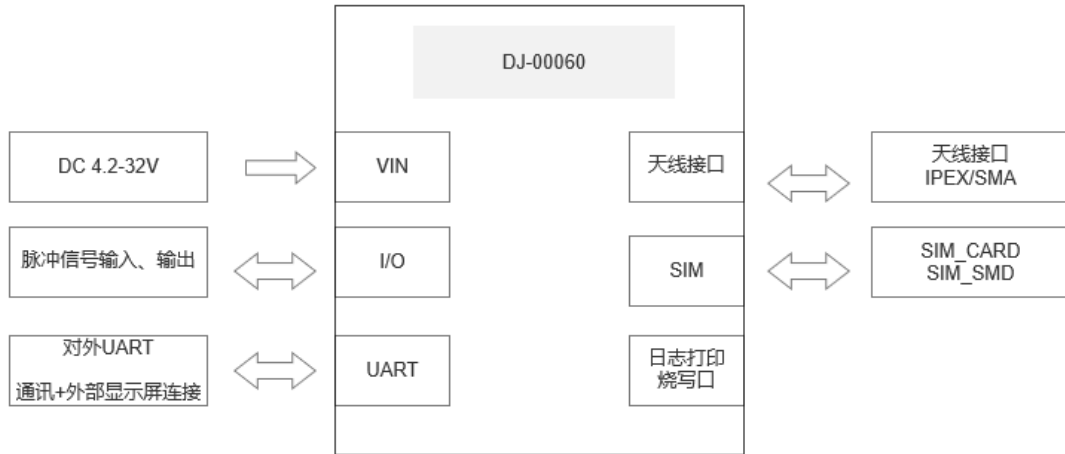 DJ-00060
DC 4.2-32V
VIN
天线接口
天线接口
IPEX/SMA
脉冲信号输入、输出
I/O
SIM
SIM_CARD
SIM_SMD
对外UART
通讯+外部显示屏连接
UART
日志打印
烧写口